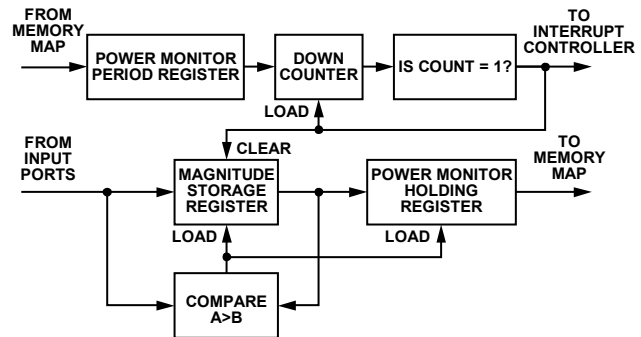 FROM
MEMORY
MAP
POWER MONITOR
PERIOD REGISTER
DOWN
COUNTER
IS COUNT = 1?
TO
INTERRUPT
CONTROLLER
LOAD
CLEAR
FROM
INPUT
PORTS
MAGNITUDE
STORAGE
REGISTER
POWER MONITOR
HOLDING
REGISTER
TO
MEMORY
MAP
LOAD
LOAD
COMPARE
A>B